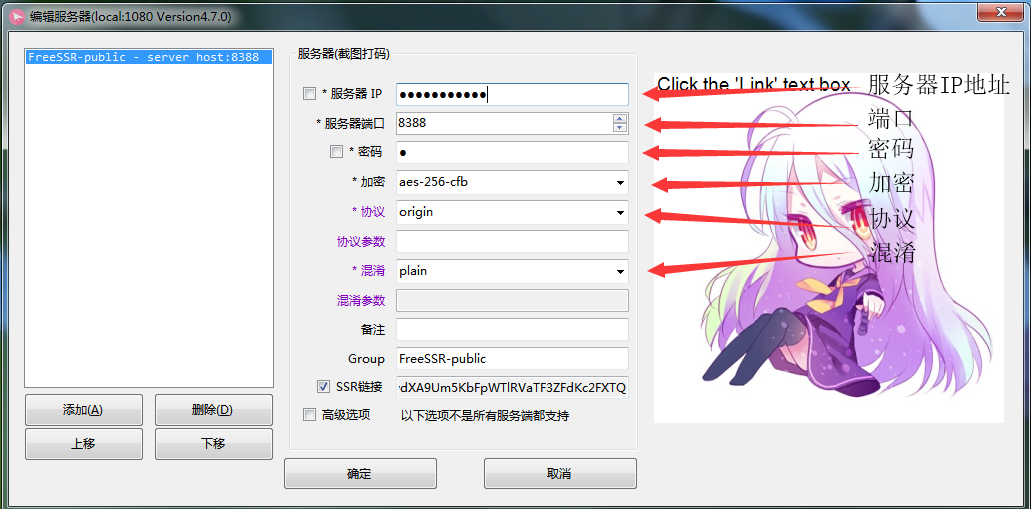 编辑服务器(local:1080 Version4.7.0)
FreeSSR-public - server host:8388
添加(A)
删除(D)
上移
下移
服务器(截图打码)
* 服务器 IP
●●●●●●●●●●●
* 服务器端口
8388
* 密码
●
* 加密
aes-256-cfb
* 协议
origin
协议参数
* 混淆
plain
混淆参数
备注
Group
FreeSSR-public
SSR链接
dXA9Um5KbFpWTlRVaTF3ZFdKc2FXTQ
高级选项
以下选项不是所有服务端都支持
确定
取消
Click the 'Link' text box
服务器IP地址
端口
密码
加密
协议
混淆